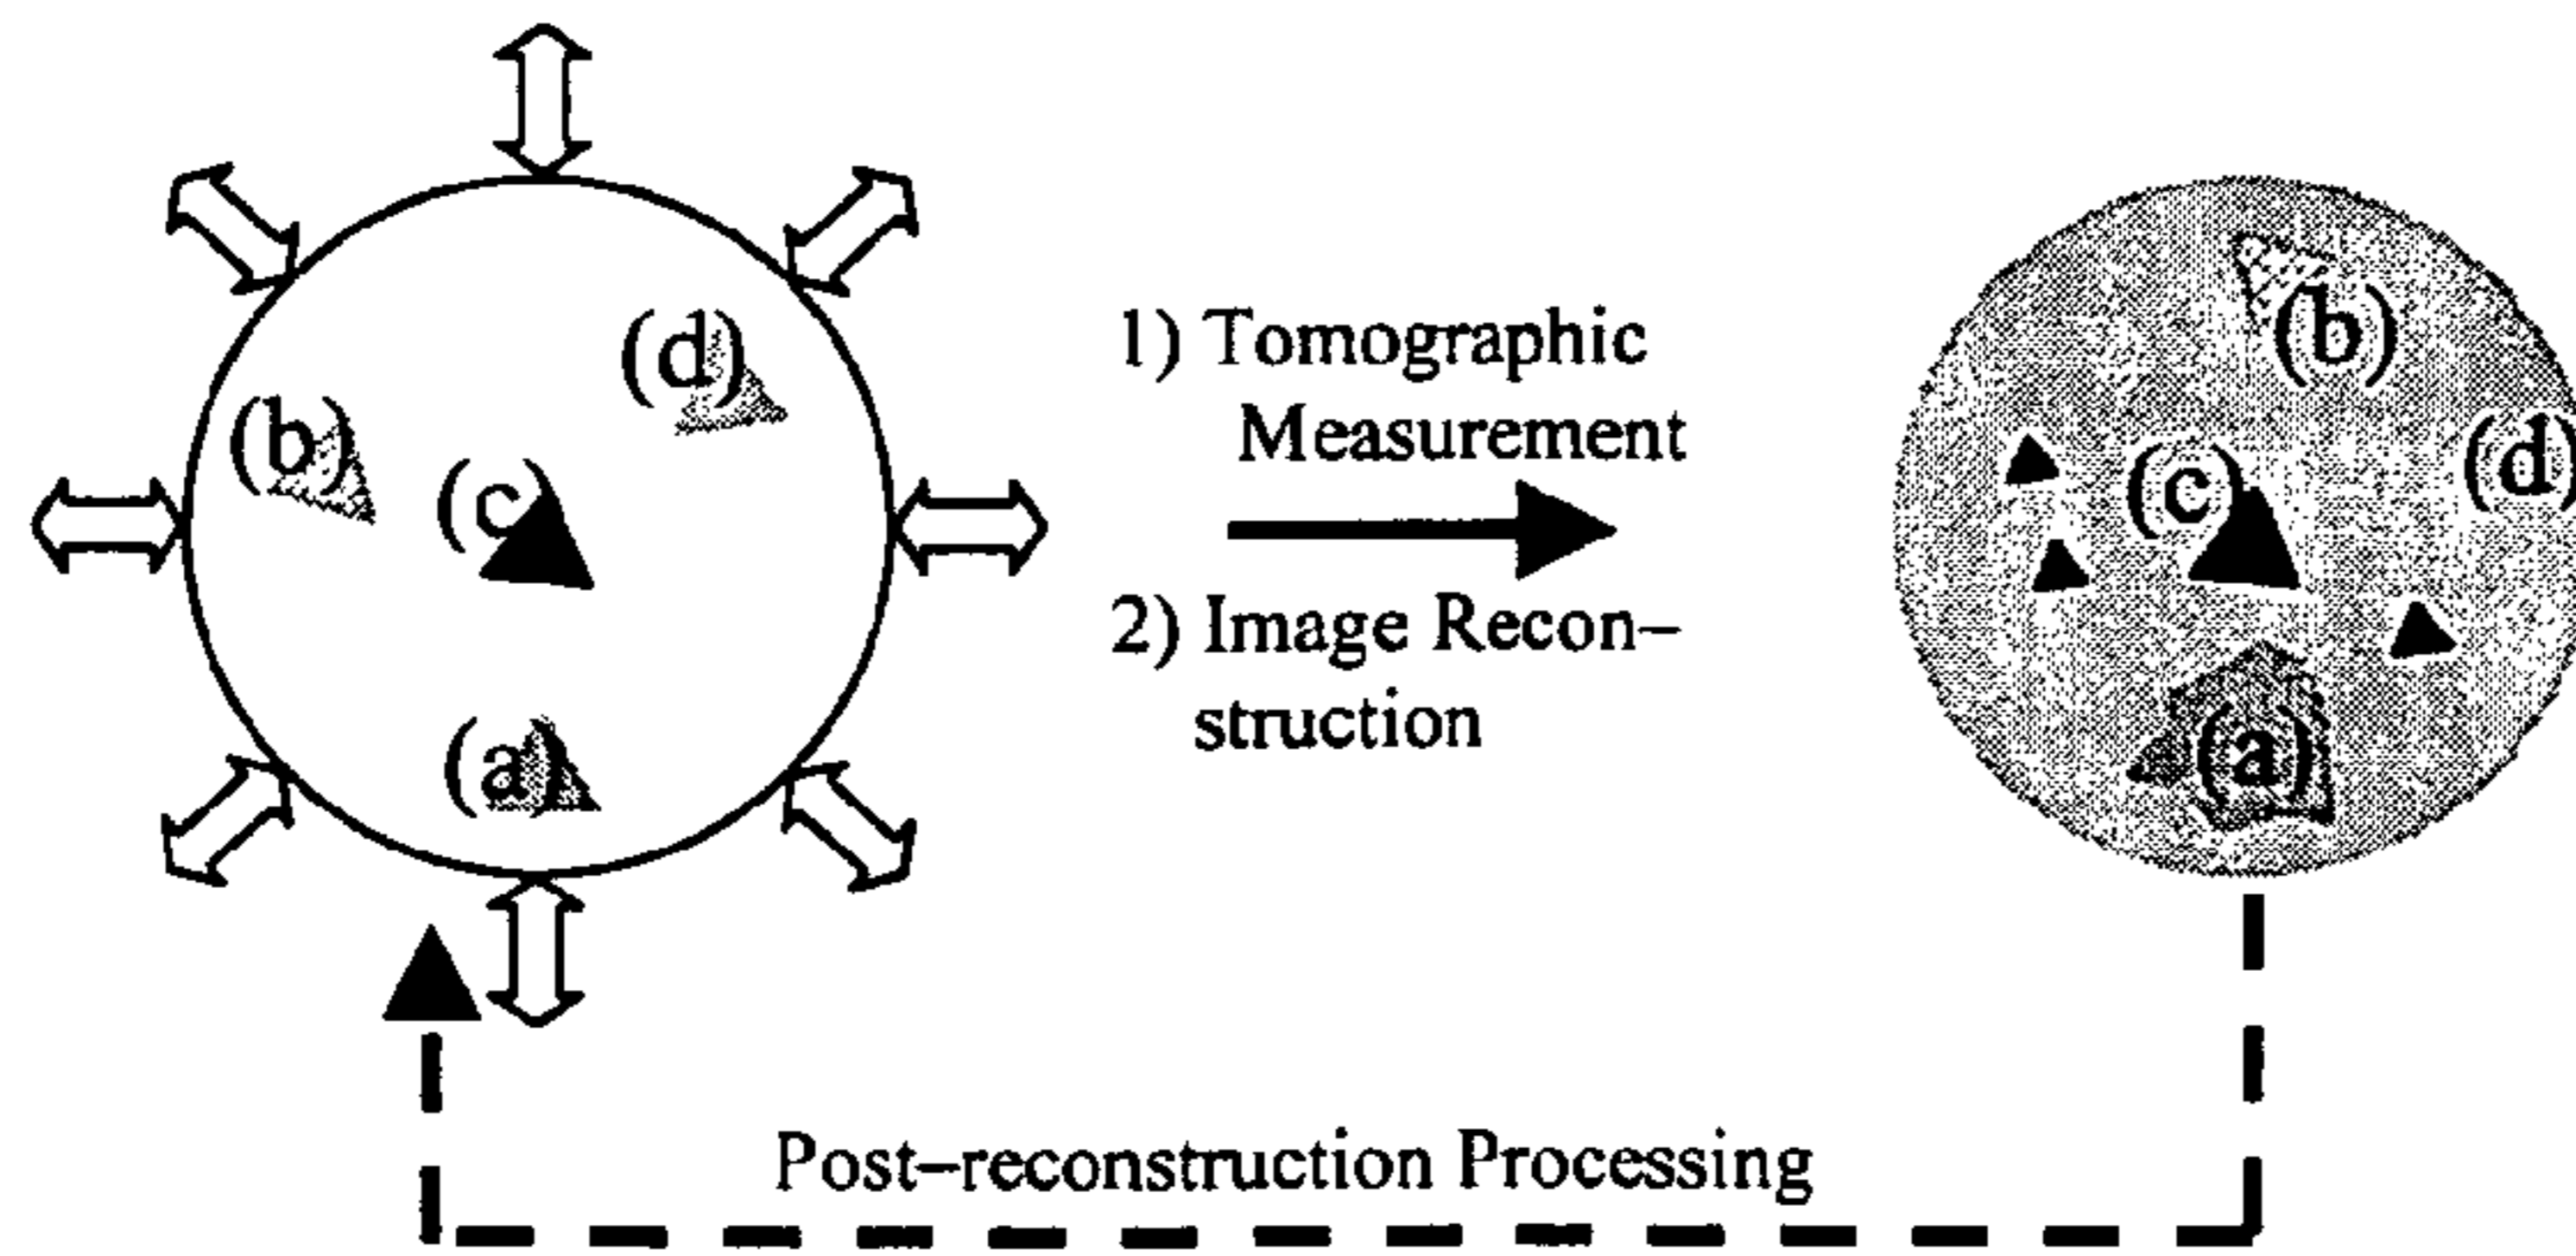 (d)
(b)
(c)
(a)
1) Tomographic
Measurement
2) Image Recon–
struction
(b)
(d)
(c)
(a)
Post–reconstruction Processing